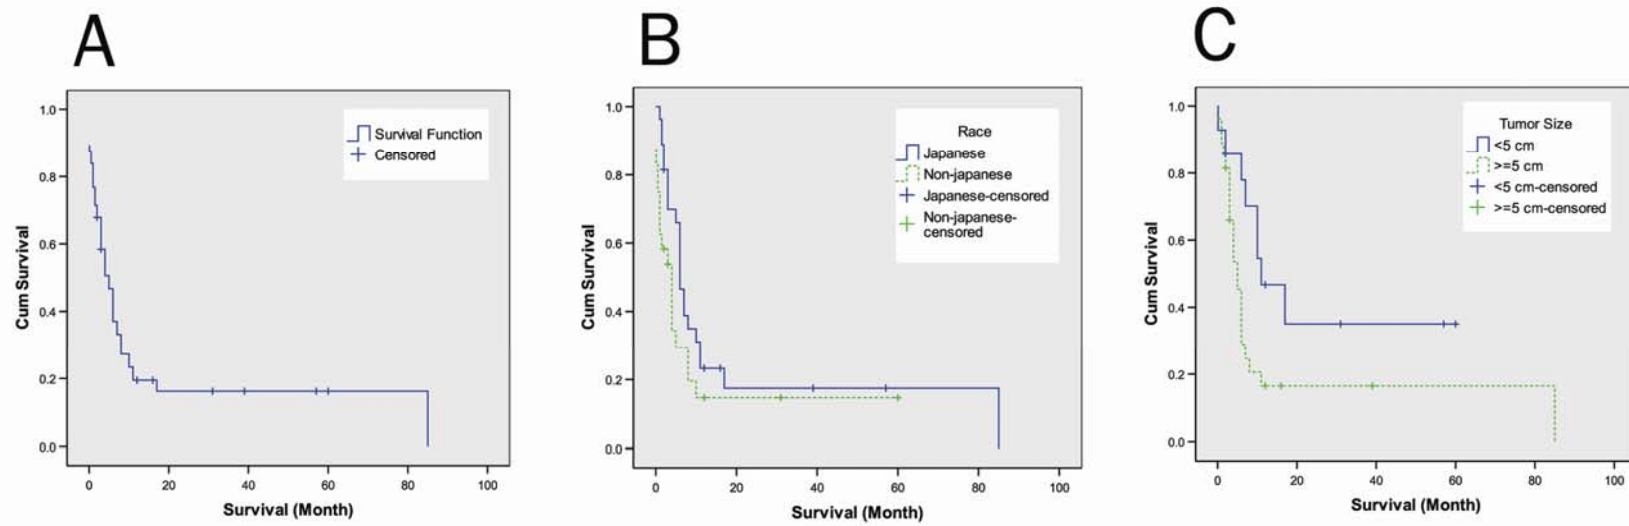 A
1.0
0.8
0.6
0.4
0.2
0.0
Cum Survival
Survival Function
Censored
0 20 40 60 80 100
Survival (Month)
B
1.0
0.8
0.6
0.4
0.2
0.0
Cum Survival
Race
Japanese
Non-japanese
Japanese-censored
Non-japanese-
censored
0 20 40 60 80 100
Survival (Month)
C
1.0
0.8
0.6
0.4
0.2
0.0
Cum Survival
Tumor Size
<5 cm
>=5 cm
<5 cm-censored
>=5 cm-censored
0 20 40 60 80 100
Survival (Month)